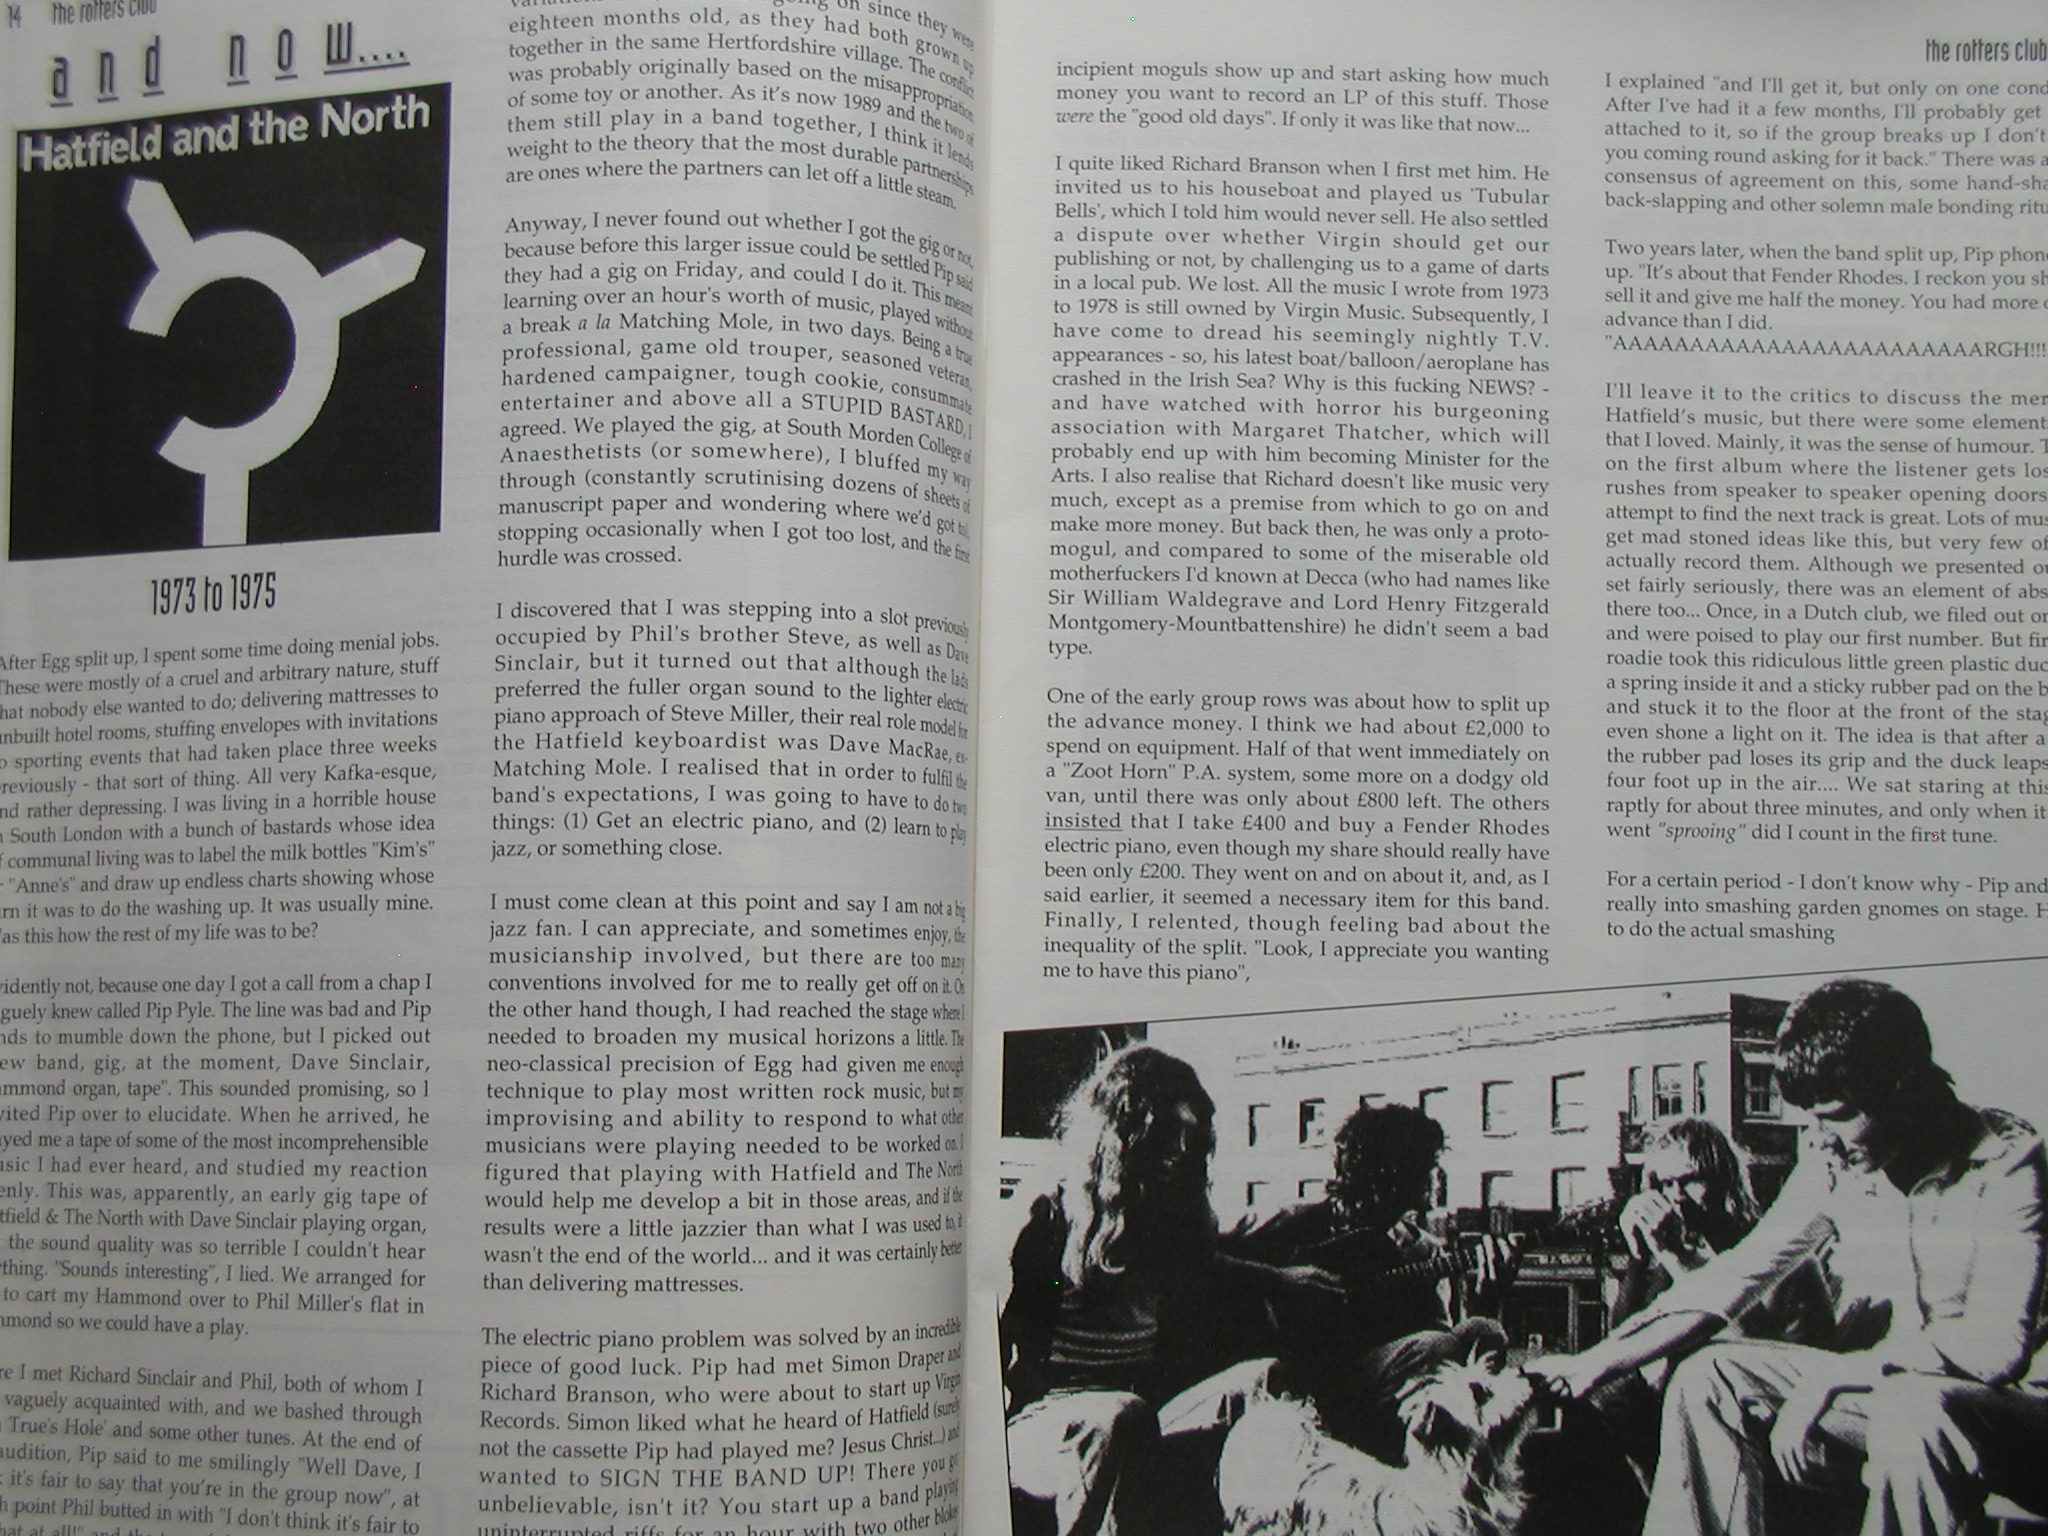 14 the rotters club
and now....
Hatfield and the North
1973 to 1975
After Egg split up, I spent some time doing menial jobs.
These were mostly of a cruel and arbitrary nature, stuff
that nobody else wanted to do; delivering mattresses to
unbuilt hotel rooms, stuffing envelopes with invitations
to sporting events that had taken place three weeks
previously - that sort of thing. All very Kafka-esque,
and rather depressing. I was living in a horrible house
in South London with a bunch of bastards whose idea
of communal living was to label the milk bottles "Kim's"
or "Anne's" and draw up endless charts showing whose
turn it was to do the washing up. It was usually mine.
Was this how the rest of my life was to be?
Evidently not, because one day I got a call from a chap I
vaguely knew called Pip Pyle. The line was bad and Pip
tends to mumble down the phone, but I picked out
new band, gig, at the moment, Dave Sinclair,
Hammond organ, tape". This sounded promising, so I
invited Pip over to elucidate. When he arrived, he
played me a tape of some of the most incomprehensible
music I had ever heard, and studied my reaction
keenly. This was, apparently, an early gig tape of
Hatfield & The North with Dave Sinclair playing organ,
the sound quality was so terrible I couldn't hear
anything. "Sounds interesting", I lied. We arranged for
to cart my Hammond over to Phil Miller's flat in
so we could have a play.
I met Richard Sinclair and Phil, both of whom I
vaguely acquainted with, and we bashed through
True's Hole' and some other tunes. At the end of
audition, Pip said to me smilingly "Well Dave, I
it's fair to say that you're in the group now", at
point Phil butted in with "I don't think it's fair to
that at all!"
on since they were
eighteen months old, as they had both grown up
together in the same Hertfordshire village. The conflict
was probably originally based on the misappropriation
of some toy or another. As it's now 1989 and the two of
them still play in a band together, I think it lends
weight to the theory that the most durable partnerships
are ones where the partners can let off a little steam.
Anyway, I never found out whether I got the gig or not,
because before this larger issue could be settled Pip said
they had a gig on Friday, and could I do it. This meant
learning over an hour's worth of music, played without
a break a la Matching Mole, in two days. Being a true
professional, game old trouper, seasoned veteran,
hardened campaigner, tough cookie, consummate
entertainer and above all a STUPID BASTARD, I
agreed. We played the gig, at South Morden College of
Anaesthetists (or somewhere), I bluffed my way
through (constantly scrutinising dozens of sheets of
manuscript paper and wondering where we'd got to),
stopping occasionally when I got too lost, and the first
hurdle was crossed.
I discovered that I was stepping into a slot previously
occupied by Phil's brother Steve, as well as Dave
Sinclair, but it turned out that although the lads
preferred the fuller organ sound to the lighter electric
piano approach of Steve Miller, their real role model for
the Hatfield keyboardist was Dave MacRae, ex-
Matching Mole. I realised that in order to fulfil the
band's expectations, I was going to have to do two
things: (1) Get an electric piano, and (2) learn to play
jazz, or something close.
I must come clean at this point and say I am not a big
jazz fan. I can appreciate, and sometimes enjoy, the
musicianship involved, but there are too many
conventions involved for me to really get off on it. On
the other hand though, I had reached the stage where I
needed to broaden my musical horizons a little. The
neo-classical precision of Egg had given me enough
technique to play most written rock music, but my
improvising and ability to respond to what other
musicians were playing needed to be worked on. I
figured that playing with Hatfield and The North
would help me develop a bit in those areas, and if the
results were a little jazzier than what I was used to, it
wasn't the end of the world... and it was certainly better
than delivering mattresses.
The electric piano problem was solved by an incredible
piece of good luck. Pip had met Simon Draper and
Richard Branson, who were about to start up Virgin
Records. Simon liked what he heard of Hatfield (surely
not the cassette Pip had played me? Jesus Christ...) and
wanted to SIGN THE BAND UP! There you go,
unbelievable, isn't it? You start up a band playing
uninterrupted riffs for an hour with two other blokes
the rotters club
incipient moguls show up and start asking how much
money you want to record an LP of this stuff. Those
were the "good old days". If only it was like that now...
I quite liked Richard Branson when I first met him. He
invited us to his houseboat and played us 'Tubular
Bells', which I told him would never sell. He also settled
a dispute over whether Virgin should get our
publishing or not, by challenging us to a game of darts
in a local pub. We lost. All the music I wrote from 1973
to 1978 is still owned by Virgin Music. Subsequently, I
have come to dread his seemingly nightly T.V.
appearances - so, his latest boat/balloon/aeroplane has
crashed in the Irish Sea? Why is this fucking NEWS? -
and have watched with horror his burgeoning
association with Margaret Thatcher, which will
probably end up with him becoming Minister for the
Arts. I also realise that Richard doesn't like music very
much, except as a premise from which to go on and
make more money. But back then, he was only a proto-
mogul, and compared to some of the miserable old
motherfuckers I'd known at Decca (who had names like
Sir William Waldegrave and Lord Henry Fitzgerald
Montgomery-Mountbattenshire) he didn't seem a bad
type.
One of the early group rows was about how to split up
the advance money. I think we had about £2,000 to
spend on equipment. Half of that went immediately on
a "Zoot Horn" P.A. system, some more on a dodgy old
van, until there was only about £800 left. The others
insisted that I take £400 and buy a Fender Rhodes
electric piano, even though my share should really have
been only £200. They went on and on about it, and, as I
said earlier, it seemed a necessary item for this band.
Finally, I relented, though feeling bad about the
inequality of the split. "Look, I appreciate you wanting
me to have this piano",
I explained "and I'll get it, but only on one cond
After I've had it a few months, I'll probably get
attached to it, so if the group breaks up I don't
you coming round asking for it back." There was a
consensus of agreement on this, some hand-sha
back-slapping and other solemn male bonding ritu
Two years later, when the band split up, Pip phone
up. "It's about that Fender Rhodes. I reckon you sh
sell it and give me half the money. You had more o
advance than I did.
"AAAAAAAAAAAAAAAAAAAAAAAAARGH!!!
I'll leave it to the critics to discuss the mer
Hatfield's music, but there were some element
that I loved. Mainly, it was the sense of humour. T
on the first album where the listener gets los
rushes from speaker to speaker opening doors
attempt to find the next track is great. Lots of mus
get mad stoned ideas like this, but very few of
actually record them. Although we presented ou
set fairly seriously, there was an element of abs
there too... Once, in a Dutch club, we filed out on
and were poised to play our first number. But fir
roadie took this ridiculous little green plastic duc
a spring inside it and a sticky rubber pad on the b
and stuck it to the floor at the front of the stag
even shone a light on it. The idea is that after a
the rubber pad loses its grip and the duck leaps
four foot up in the air.... We sat staring at this
raptly for about three minutes, and only when it
went "sprooing" did I count in the first tune.
For a certain period - I don't know why - Pip and
really into smashing garden gnomes on stage. H
to do the actual smashing